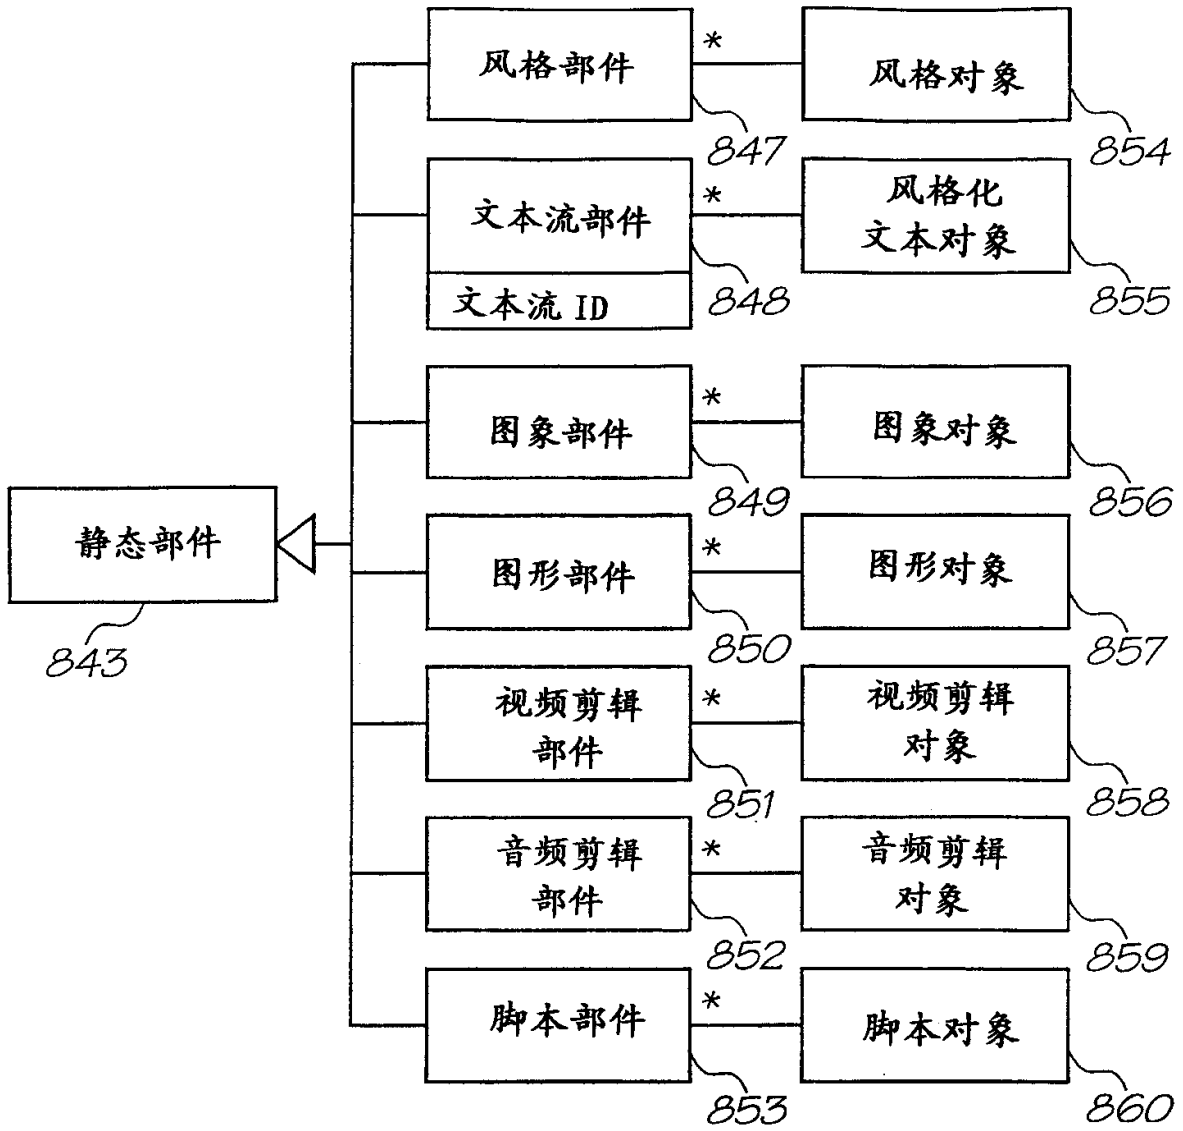 风格部件
*
风格对象
847
854
文本流部件
*
风格化
文本对象
848
855
文本流 ID
图象部件
*
图象对象
849
856
静态部件
843
图形部件
*
图形对象
850
857
视频剪辑
部件
*
视频剪辑
对象
851
858
音频剪辑
部件
*
音频剪辑
对象
852
859
脚本部件
*
脚本对象
853
860